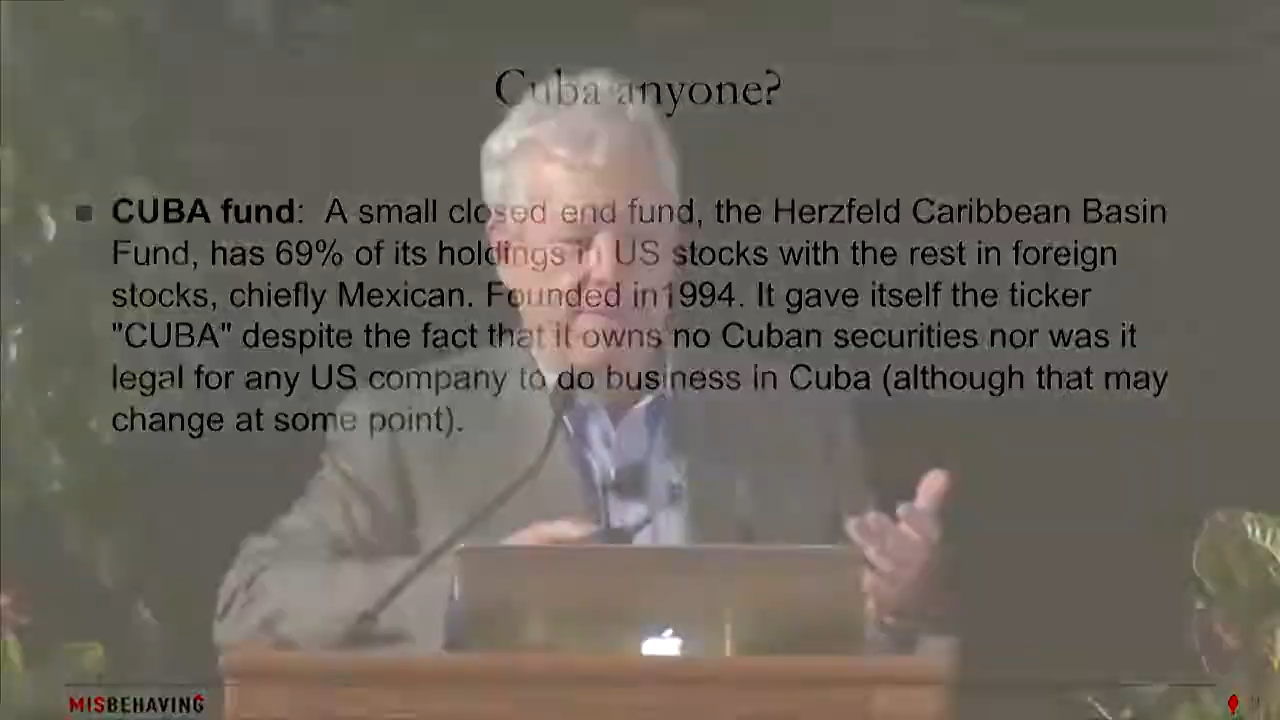 Cuba anyone?
CUBA fund: A small closed end fund, the Herzfeld Caribbean Basin
Fund, has 69% of its holdings in US stocks with the rest in foreign
stocks, chiefly Mexican. Founded in1994. It gave itself the ticker
"CUBA" despite the fact that it owns no Cuban securities nor was it
legal for any US company to do business in Cuba (although that may
change at some point).
MISBEHAVING